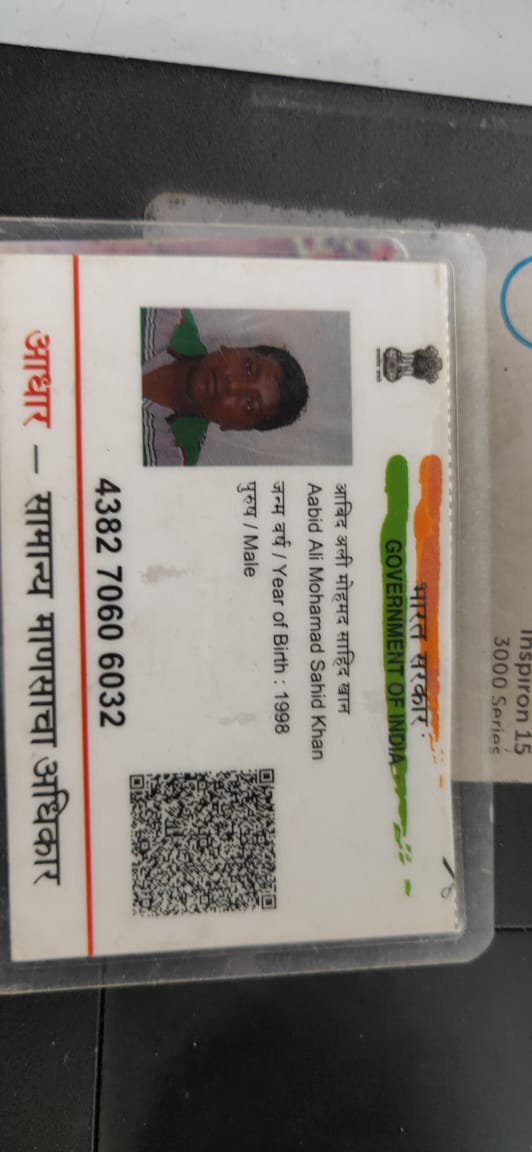 भारत सरकार
GOVERNMENT OF INDIA
आबिद अली मोहमद साहिद खान
Aabid Ali Mohamad Sahid Khan
जन्म वर्ष / Year of Birth : 1998
पुरुष / Male
4382 7060 6032
आधार – सामान्य माणसाचा अधिकार
Inspiron 15
3000 Series